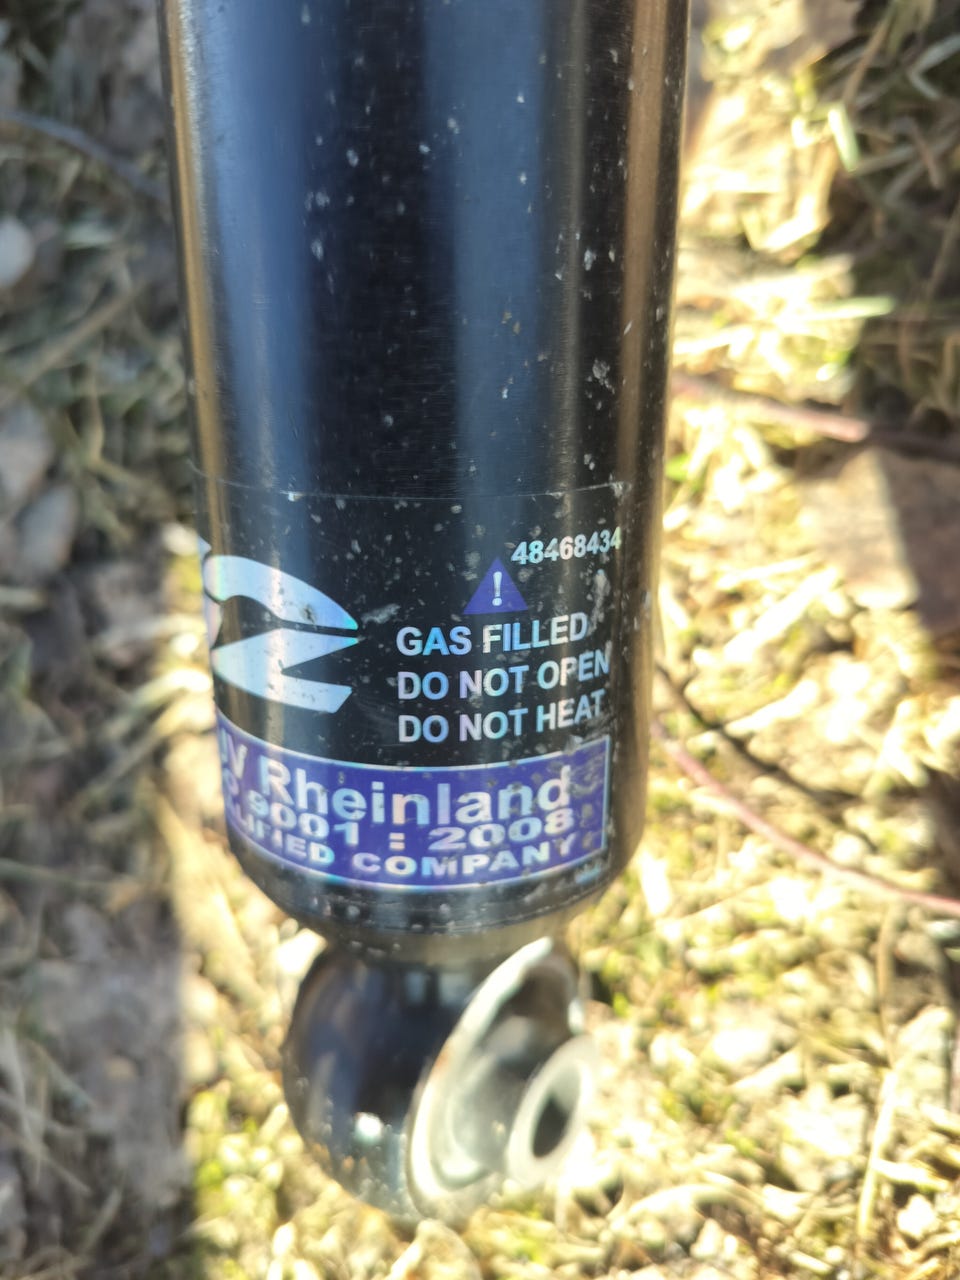 48468434
!
GAS FILLED
DO NOT OPEN
DO NOT HEAT
Rheinland
9001 : 2008
COMPANY